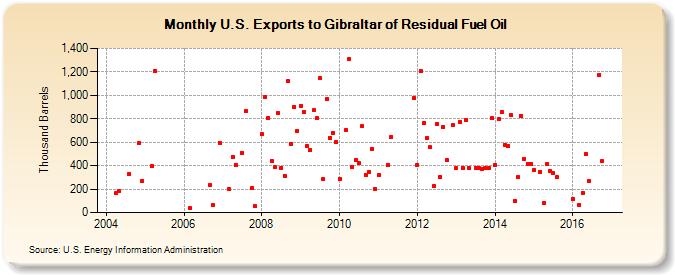 Monthly U.S. Exports to Gibraltar of Residual Fuel Oil
Thousand Barrels
1,400
1,200
1,000
800
600
400
200
0
2004 2006 2008 2010 2012 2014 2016
Source: U.S. Energy Information Administration